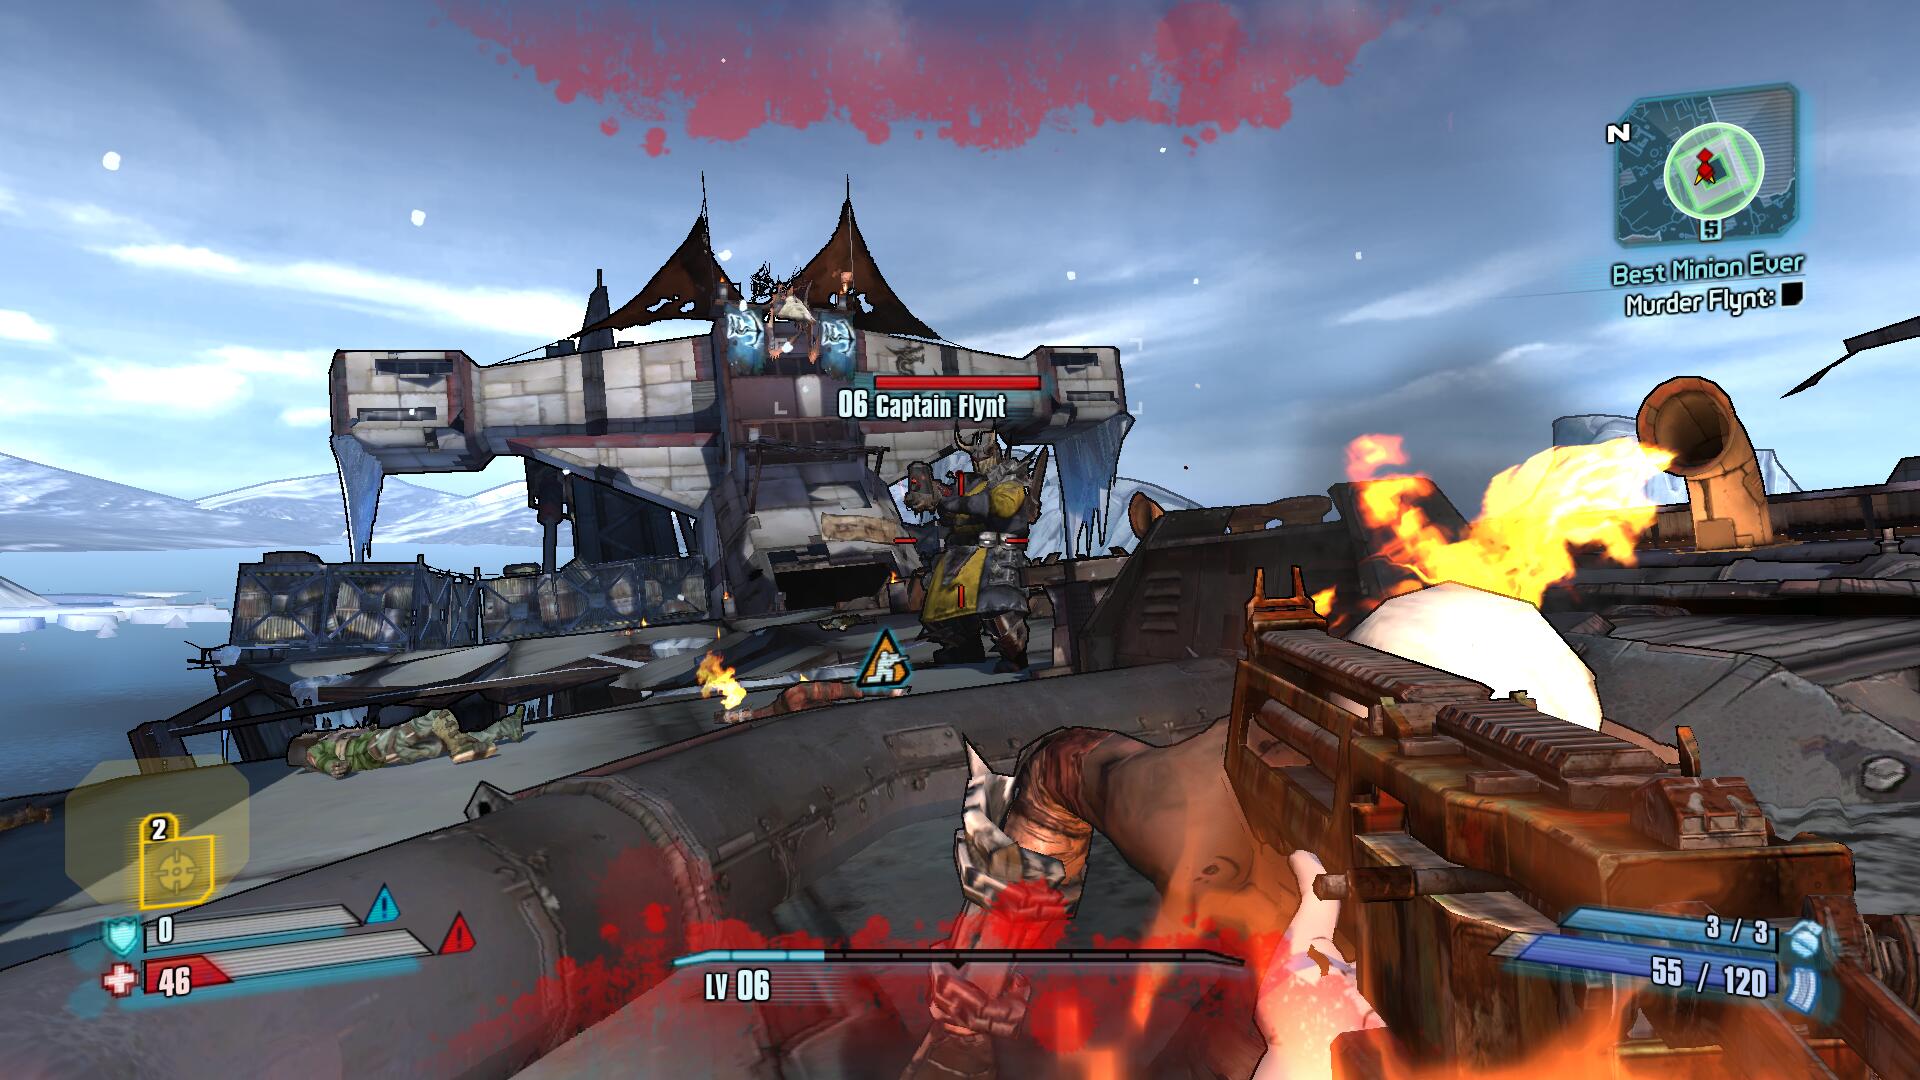 N
S
Best Minion Ever
Murder Flynt:
06 Captain Flynt
2
0
46
LV 06
3 / 3
55 / 120